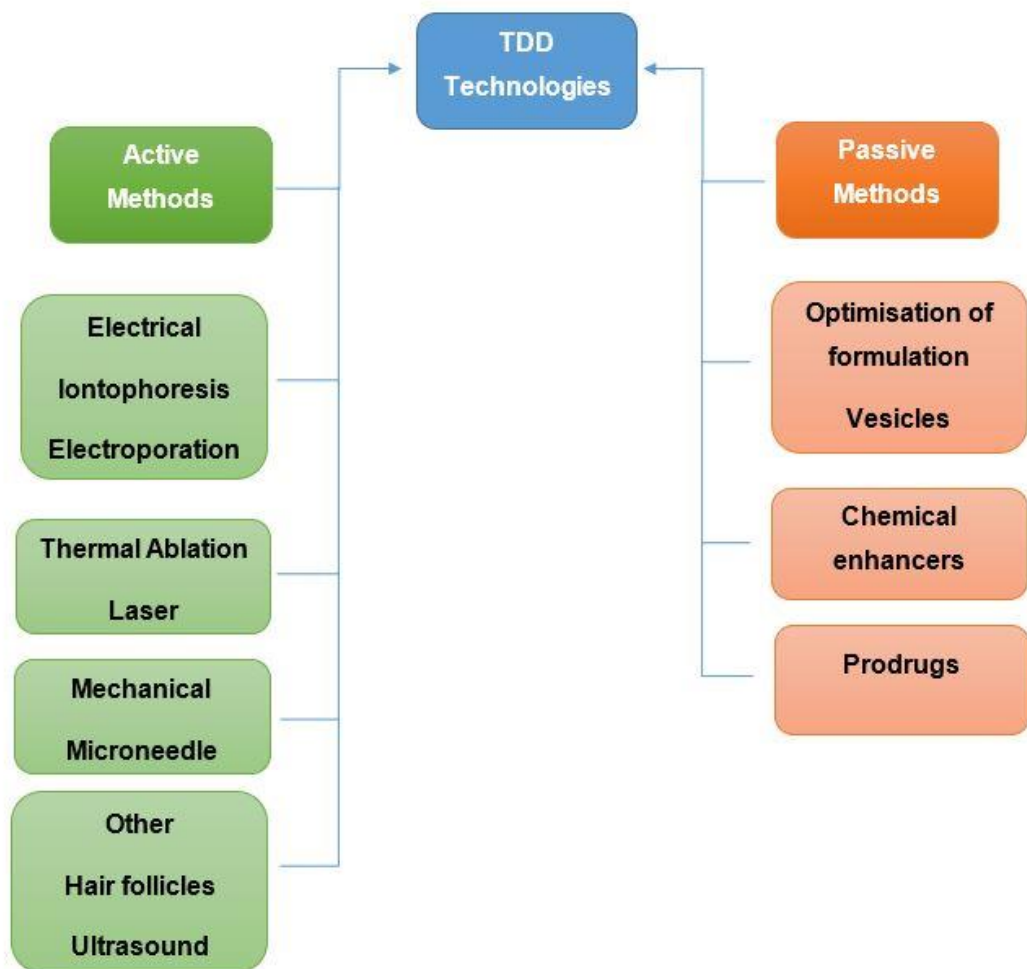 TDD
Technologies
Active
Methods
Passive
Methods
Electrical
Iontophoresis
Electroporation
Optimisation of
formulation
Vesicles
Thermal Ablation
Laser
Chemical
enhancers
Mechanical
Microneedle
Prodrugs
Other
Hair follicles
Ultrasound